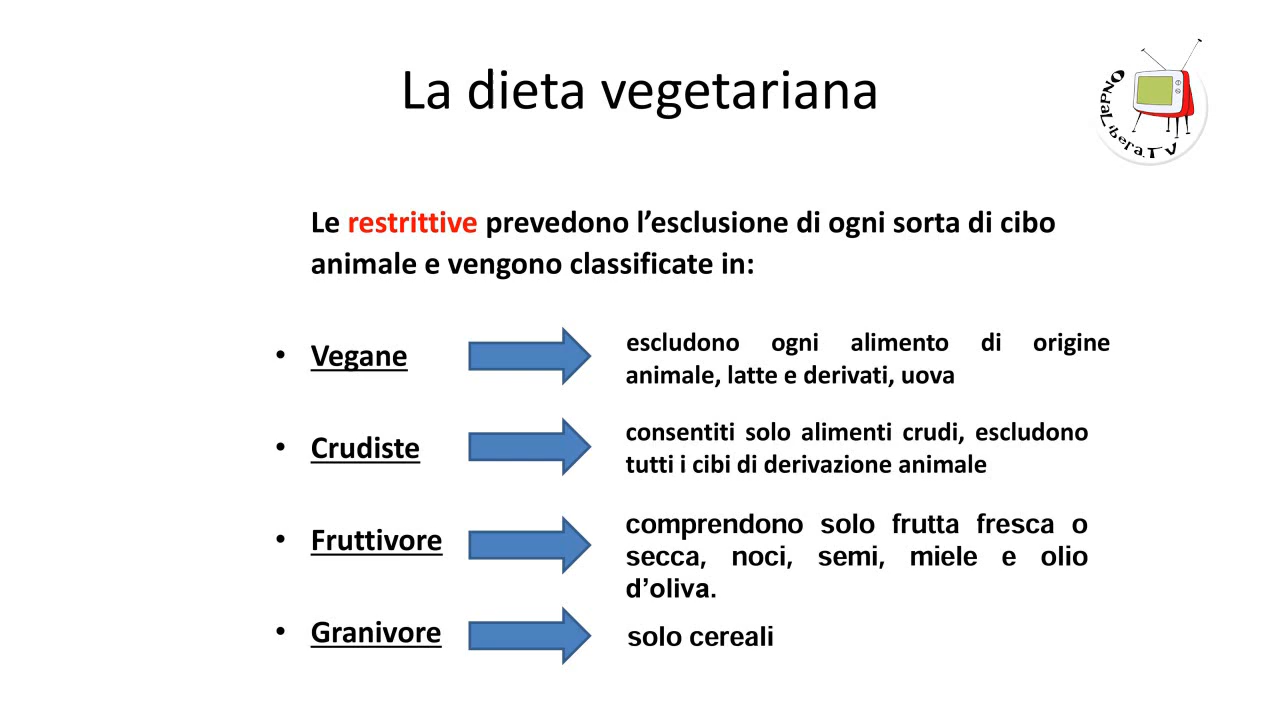 La dieta vegetariana
OndaLibera.TV
Le restrittive prevedono l'esclusione di ogni sorta di cibo
animale e vengono classificate in:
• Vegane
escludono ogni alimento di origine
animale, latte e derivati, uova
• Crudiste
consentiti solo alimenti crudi, escludono
tutti i cibi di derivazione animale
• Fruttivore
comprendono solo frutta fresca o
secca, noci, semi, miele e olio
d'oliva.
• Granivore
solo cereali